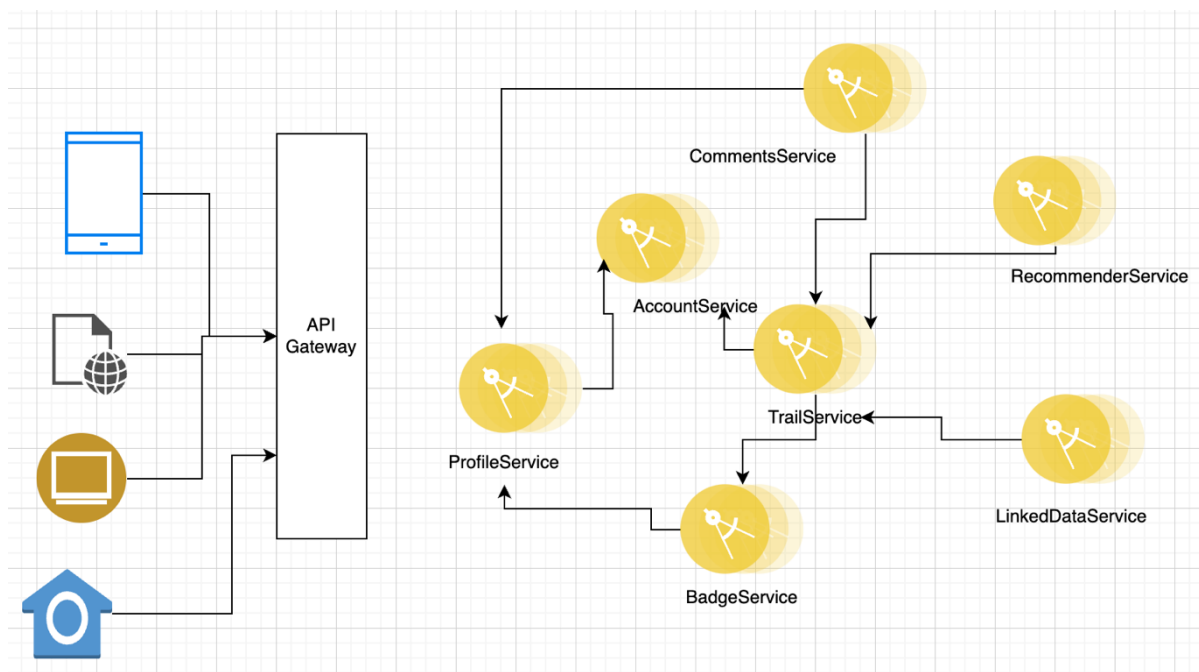 CommentsService
RecommenderService
AccountService
API
Gateway
TrailService
ProfileService
LinkedDataService
BadgeService